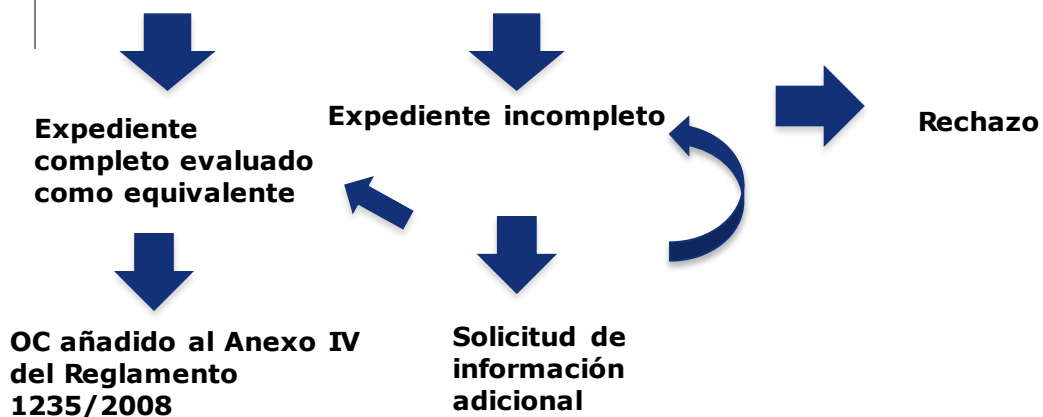 Expediente
completo evaluado
como equivalente
Expediente incompleto
Rechazo
OC añadido al Anexo IV
del Reglamento
1235/2008
Solicitud de
información
adicional